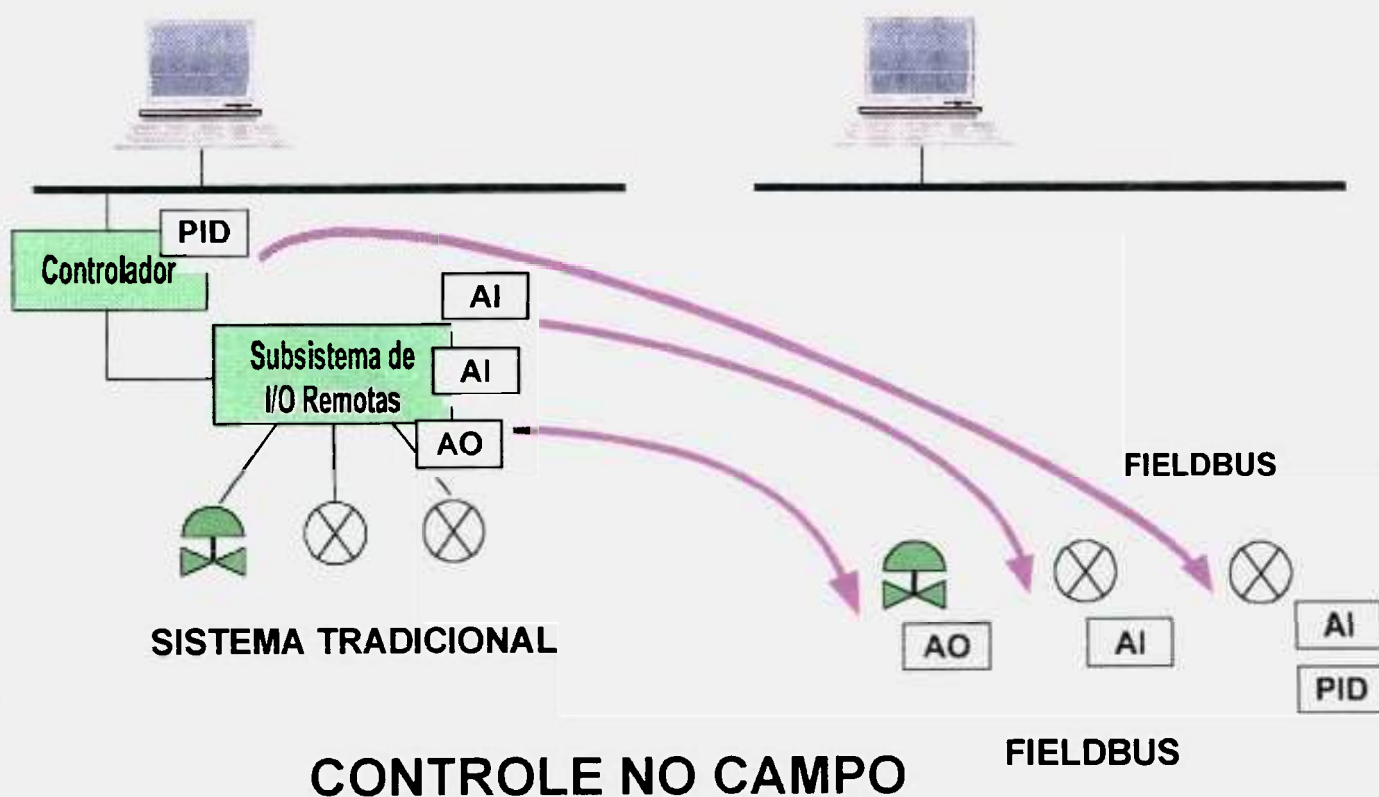 PID
Controlador
AI
Subsistema de
I/O Remotas
AI
AO
SISTEMA TRADICIONAL
FIELDBUS
AO
AI
AI
PID
FIELDBUS
CONTROLE NO CAMPO